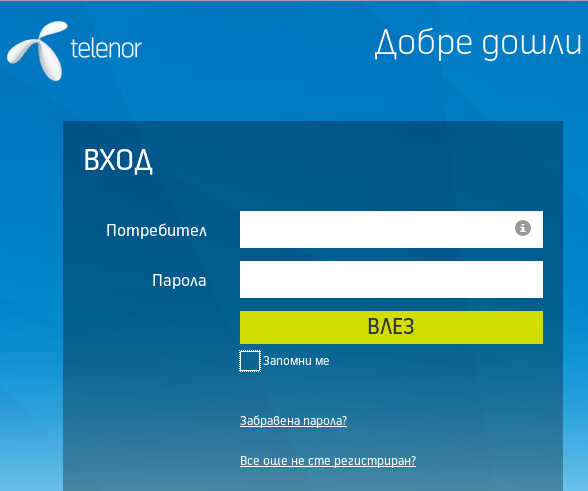 telenor
Добре дошли
ВХОД
Потребител
Парола
ВЛЕЗ
Запомни ме
Забравена парола?
Все още не сте регистриран?